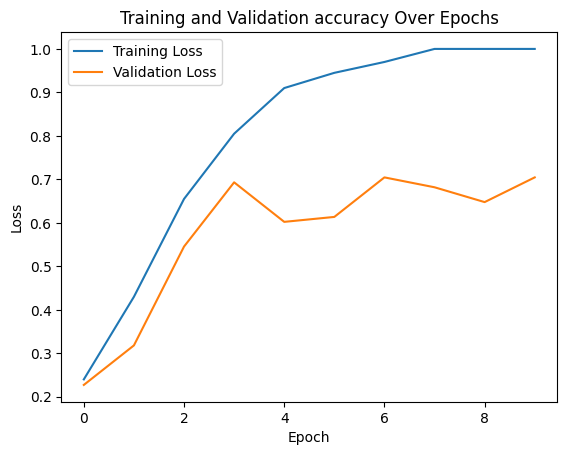 Training and Validation accuracy Over Epochs
Training Loss
Validation Loss
1.0
0.9
0.8
0.7
0.6
0.5
0.4
0.3
0.2
Loss
0 2 4 6 8
Epoch